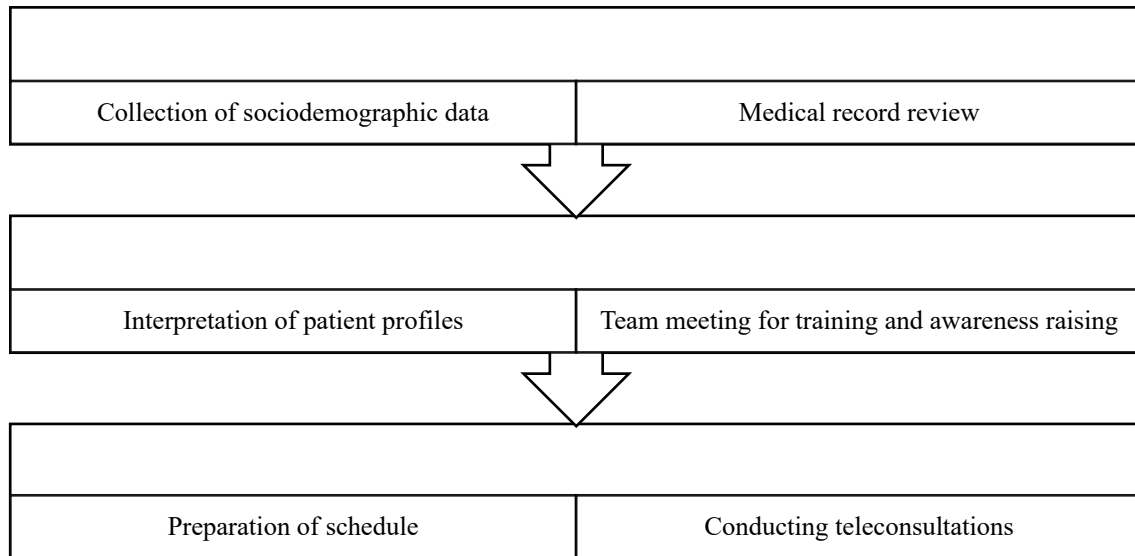 Collection of sociodemographic data
Medical record review
Interpretation of patient profiles
Team meeting for training and awareness raising
Preparation of schedule
Conducting teleconsultations